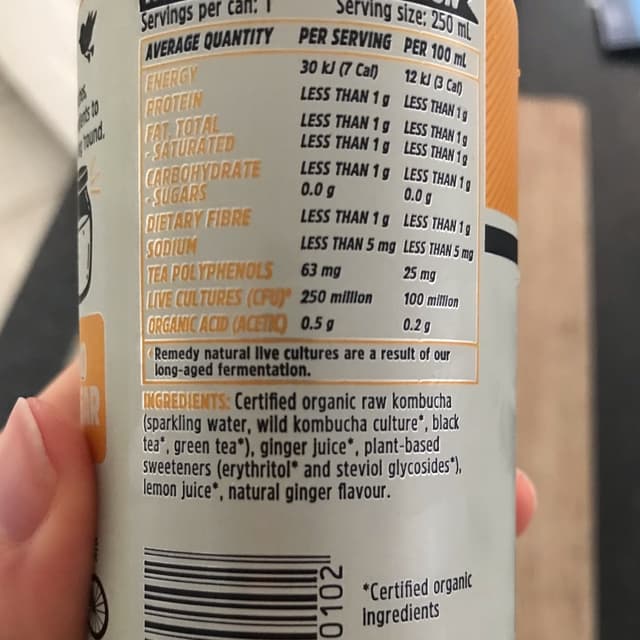 Servings per can: 1 Serving size: 250 mL
AVERAGE QUANTITY PER SERVING PER 100 mL
ENERGY 30 kJ (7 Cal) 12 kJ (3 Cal)
PROTEIN LESS THAN 1 g LESS THAN 1 g
FAT, TOTAL LESS THAN 1 g LESS THAN 1 g
- SATURATED LESS THAN 1 g LESS THAN 1 g
CARBOHYDRATE LESS THAN 1 g LESS THAN 1 g
- SUGARS 0.0 g 0.0 g
DIETARY FIBRE LESS THAN 1 g LESS THAN 1 g
SODIUM LESS THAN 5 mg LESS THAN 5 mg
TEA POLYPHENOLS 63 mg 25 mg
LIVE CULTURES (CFU)* 250 million 100 million
ORGANIC ACID (ACETIC) 0.5 g 0.2 g
*Remedy natural live cultures are a result of our
long-aged fermentation.
INGREDIENTS: Certified organic raw kombucha
(sparkling water, wild kombucha culture*, black
tea*, green tea*), ginger juice*, plant-based
sweeteners (erythritol* and steviol glycosides*),
lemon juice*, natural ginger flavour.
0102
*Certified organic
Ingredients